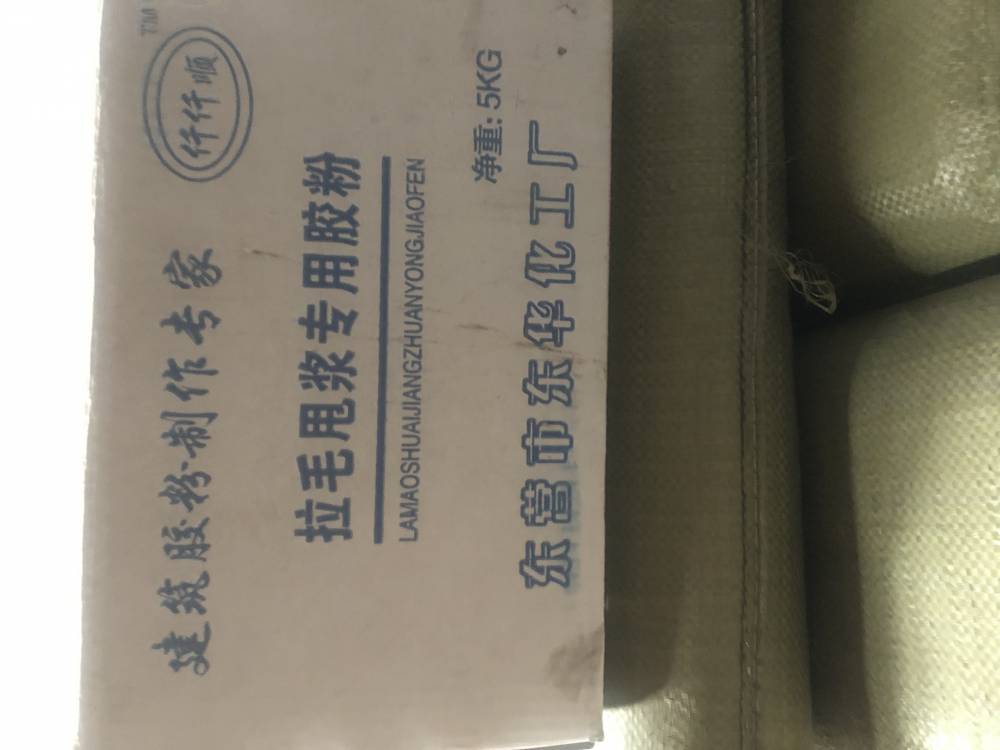 仟仟顺
TM
建筑胶粉制作专家
拉毛甩浆专用胶粉
LAMAOSHUAIJIANGZHUANYONGJIAOFEN
净重:5KG
东营市东华化工厂